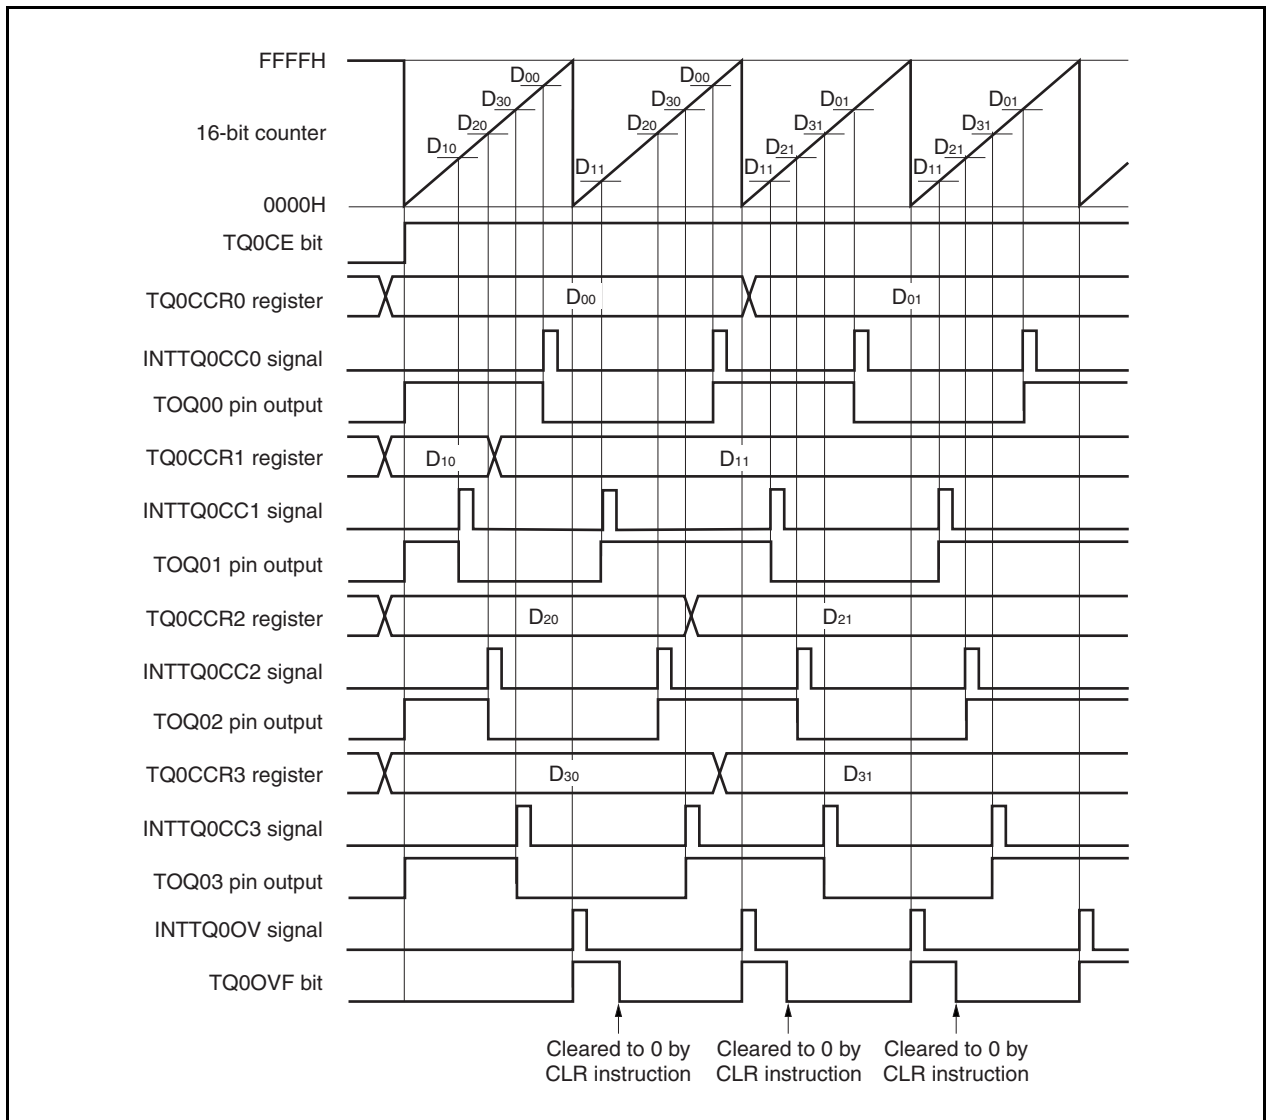 FFFFH
D00
D00
D30
D30
D01
D01
D20
D20
D31
D31
16-bit counter
D10
D21
D21
D11
D11
D11
0000H
TQ0CE bit
TQ0CCR0 register
D00
D01
INTTQ0CC0 signal
TOQ00 pin output
TQ0CCR1 register
D10
D11
INTTQ0CC1 signal
TOQ01 pin output
TQ0CCR2 register
D20
D21
INTTQ0CC2 signal
TOQ02 pin output
TQ0CCR3 register
D30
D31
INTTQ0CC3 signal
TOQ03 pin output
INTTQ0OV signal
TQ0OVF bit
Cleared to 0 by
CLR instruction
Cleared to 0 by
CLR instruction
Cleared to 0 by
CLR instruction